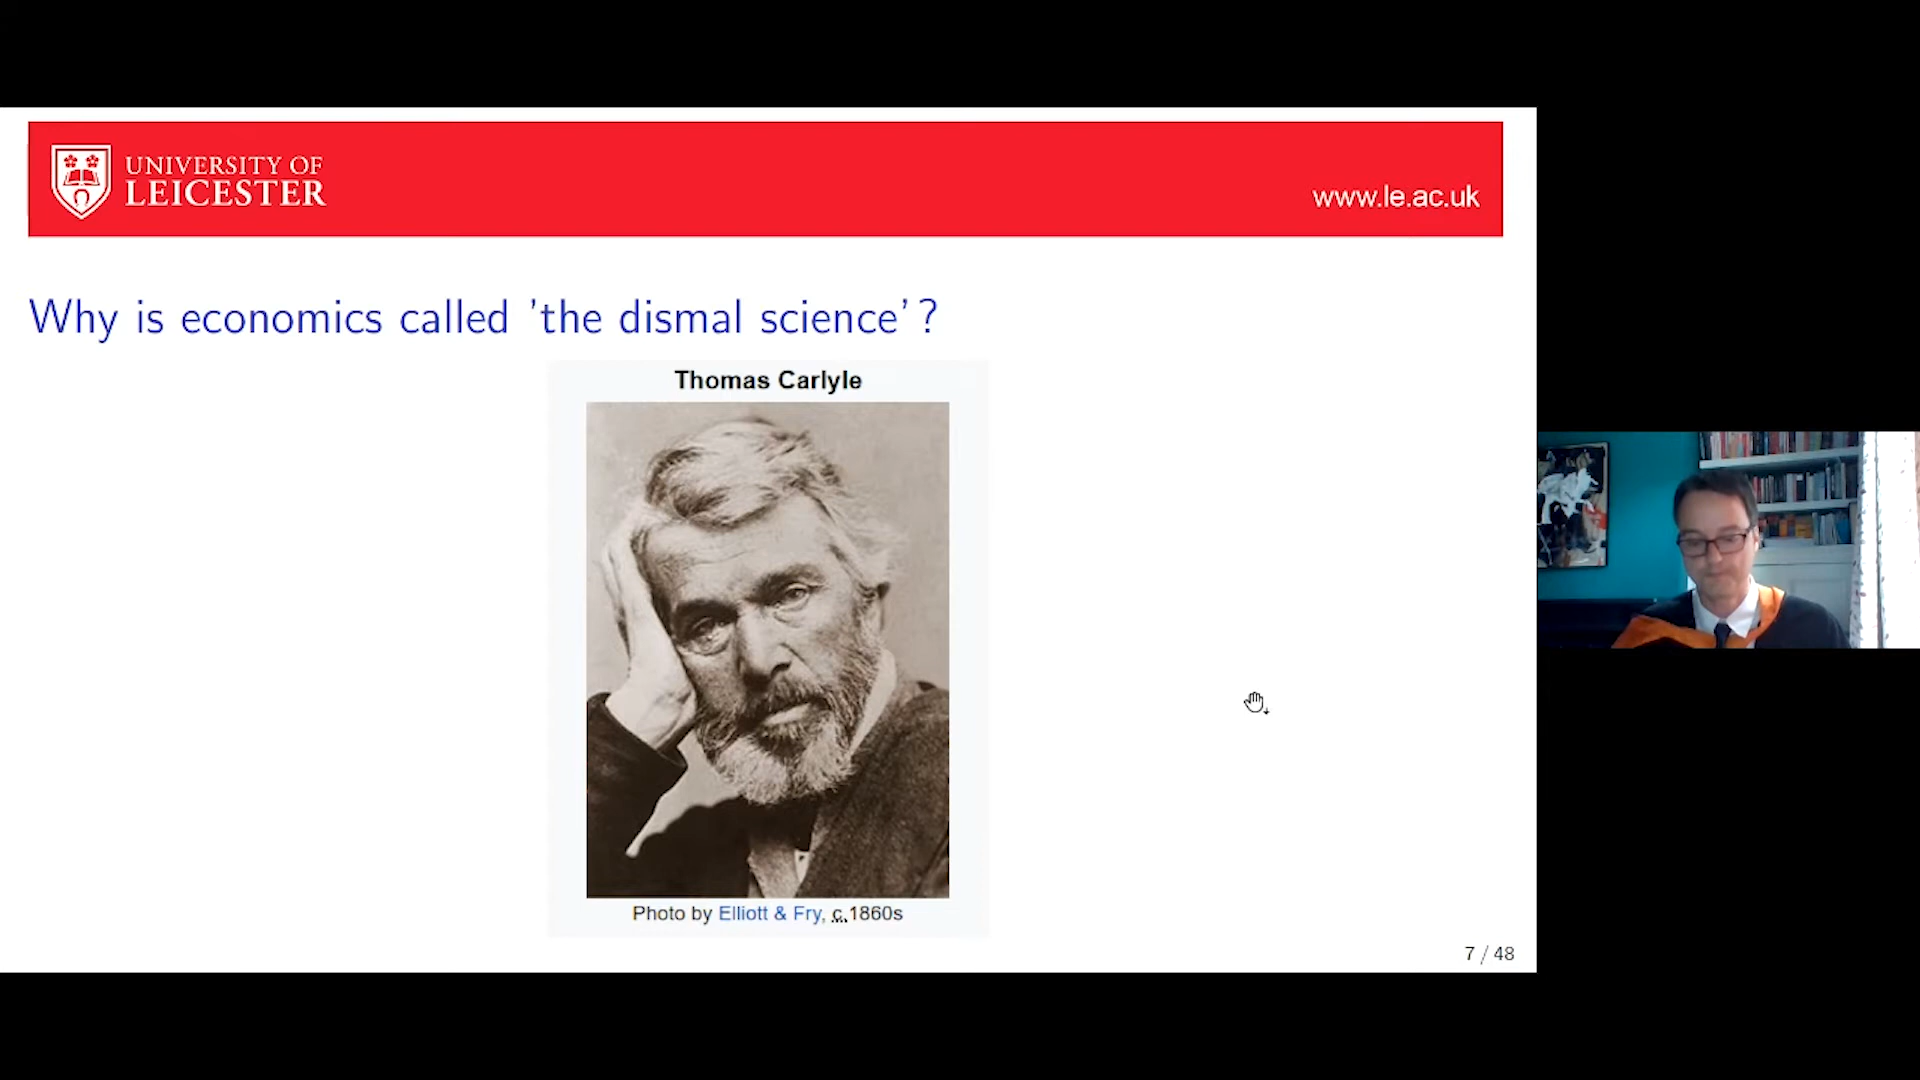 UNIVERSITY OF
LEICESTER
www.le.ac.uk
Why is economics called 'the dismal science'?
Thomas Carlyle
Photo by Elliott & Fry, c.1860s
7 / 48